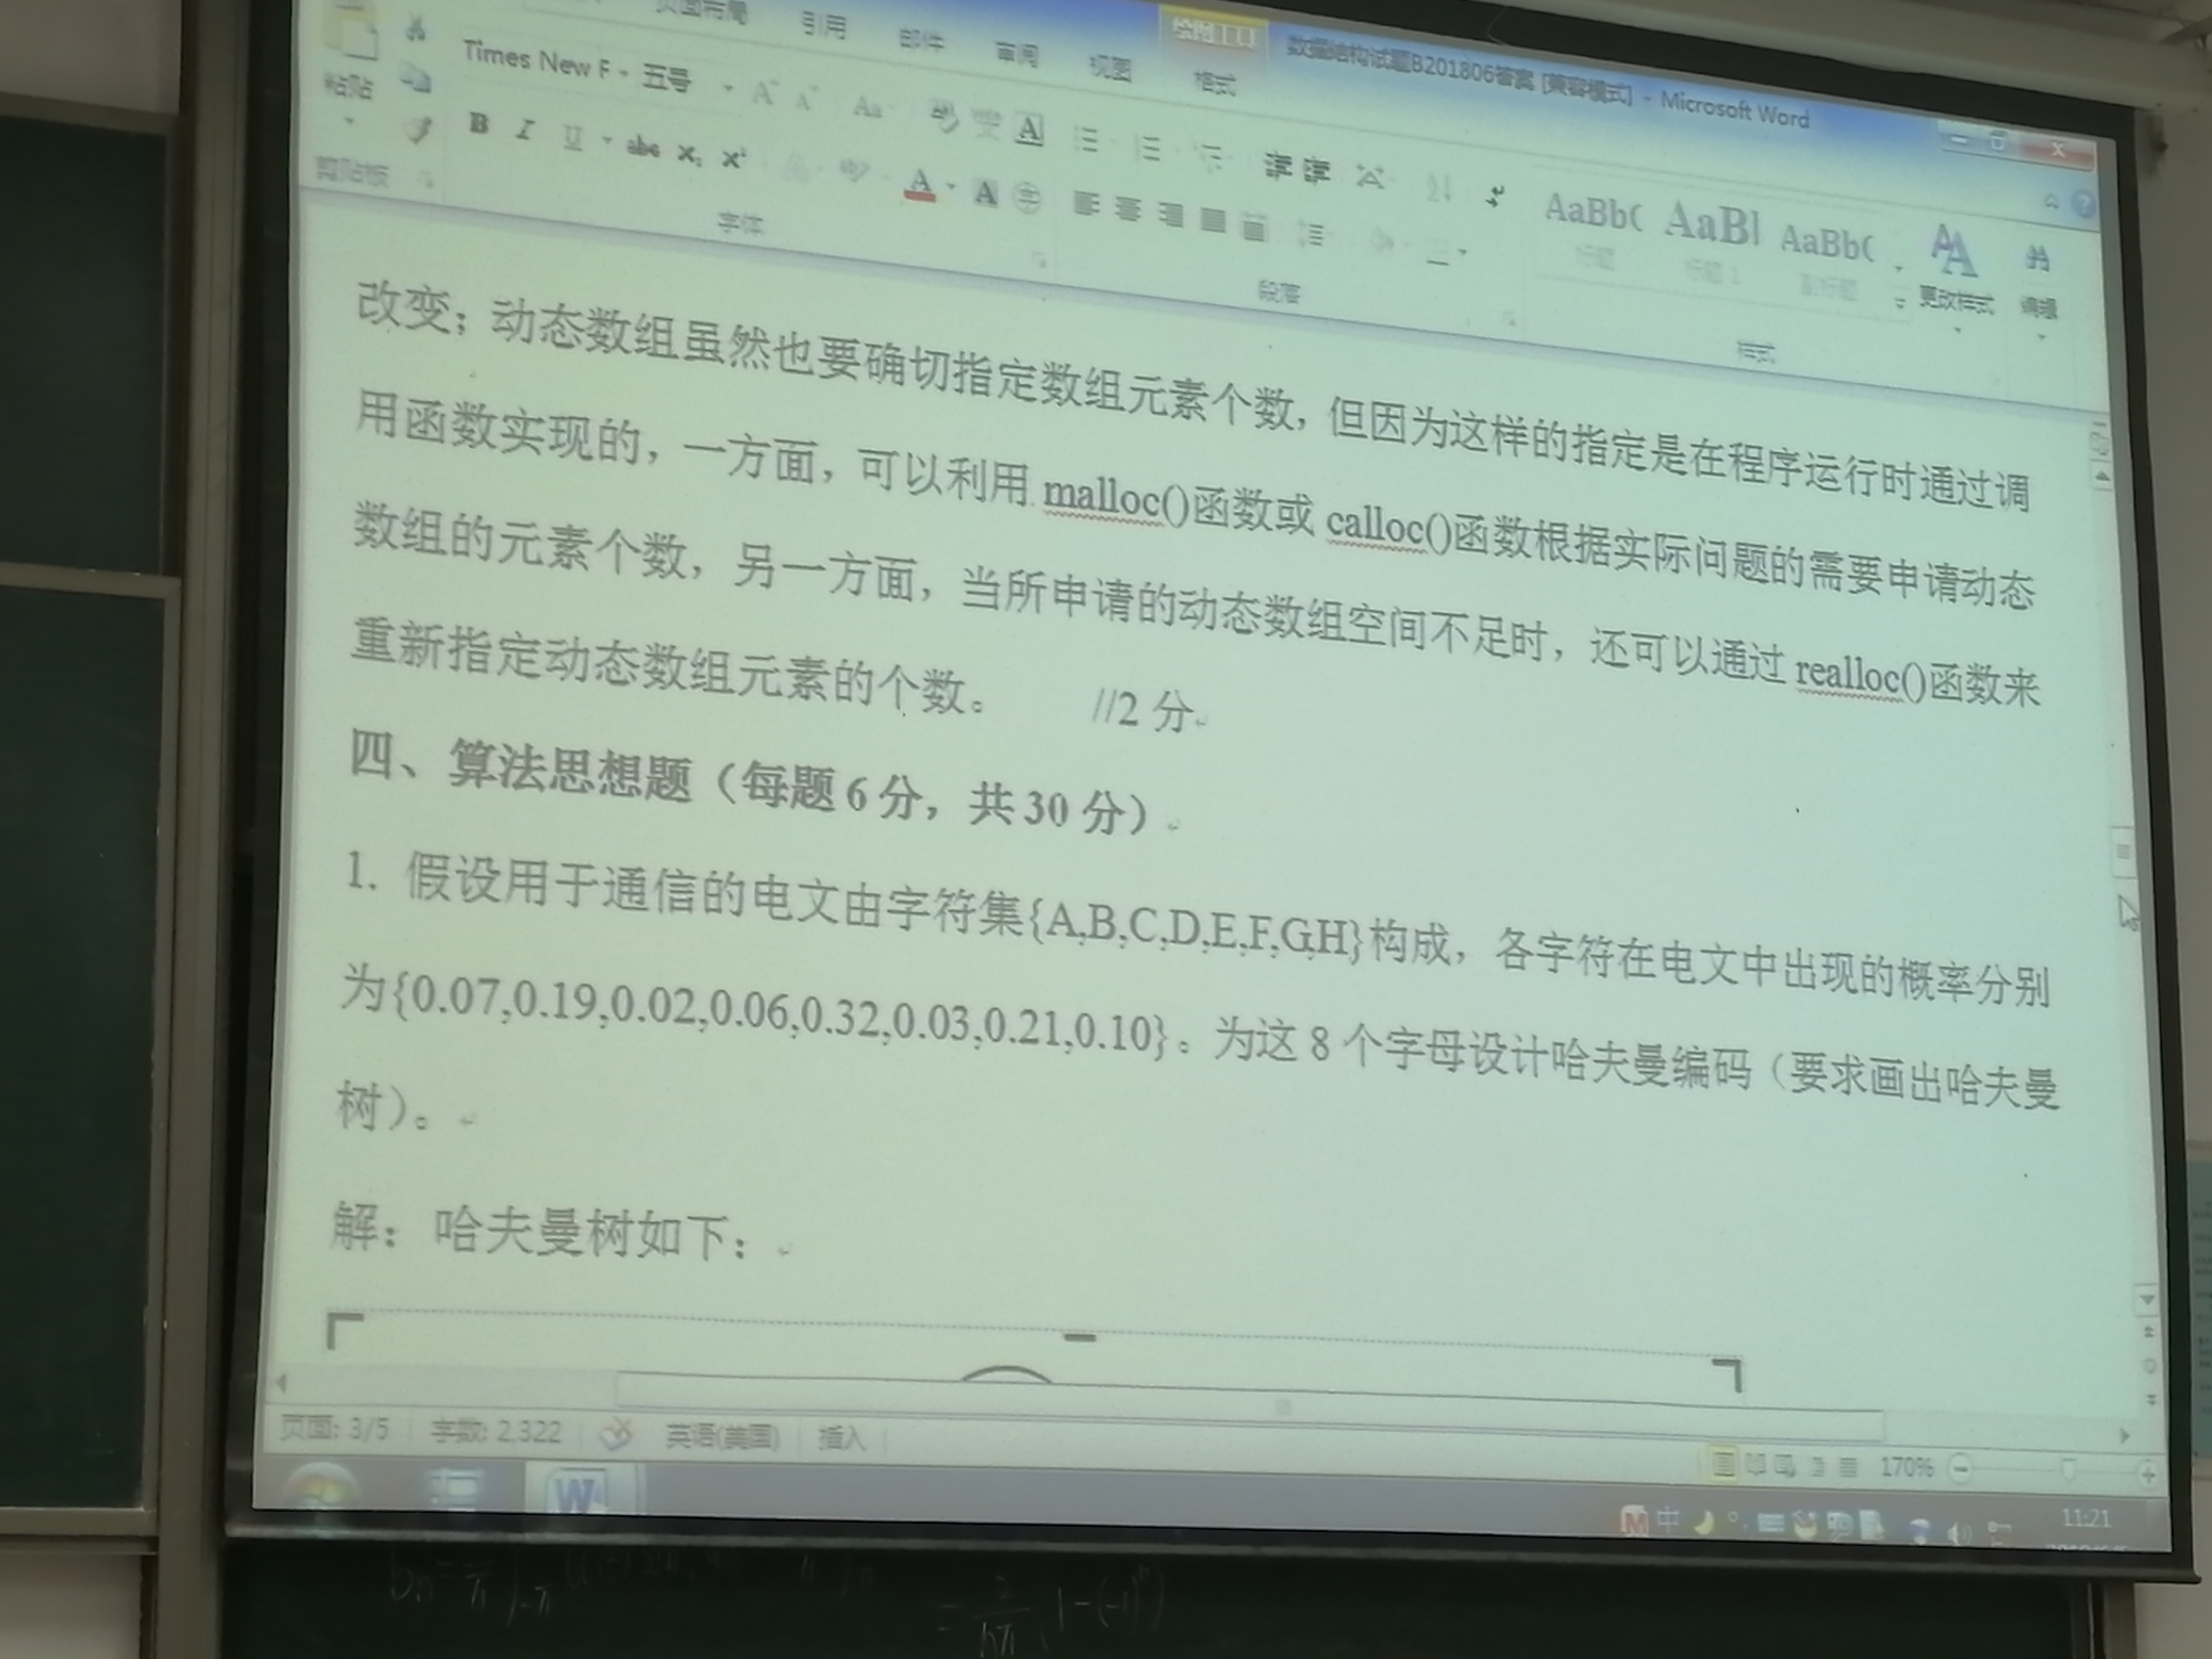 页面布局 引用 邮件 审阅 视图 绘图工具 格式 数据结构试题B201806答案 [兼容模式] - Microsoft Word
粘贴 Times New F 五号
剪贴板 字体 段落 样式
AaBbC AaBl AaBbC
标题 标题 1 副标题 更改样式 编辑
改变；动态数组虽然也要确切指定数组元素个数，但因为这样的指定是在程序运行时通过调
用函数实现的，一方面，可以利用 malloc()函数或 calloc()函数根据实际问题的需要申请动态
数组的元素个数，另一方面，当所申请的动态数组空间不足时，还可以通过 realloc()函数来
重新指定动态数组元素的个数。 //2 分
四、算法思想题（每题 6 分，共 30 分）
1. 假设用于通信的电文由字符集{A,B,C,D,E,F,G,H}构成，各字符在电文中出现的概率分别
为{0.07,0.19,0.02,0.06,0.32,0.03,0.21,0.10}。为这 8 个字母设计哈夫曼编码（要求画出哈夫曼
树）。
解：哈夫曼树如下：
页面: 3/5 字数: 2,322 英语(美国) 插入 170%
中 11:21